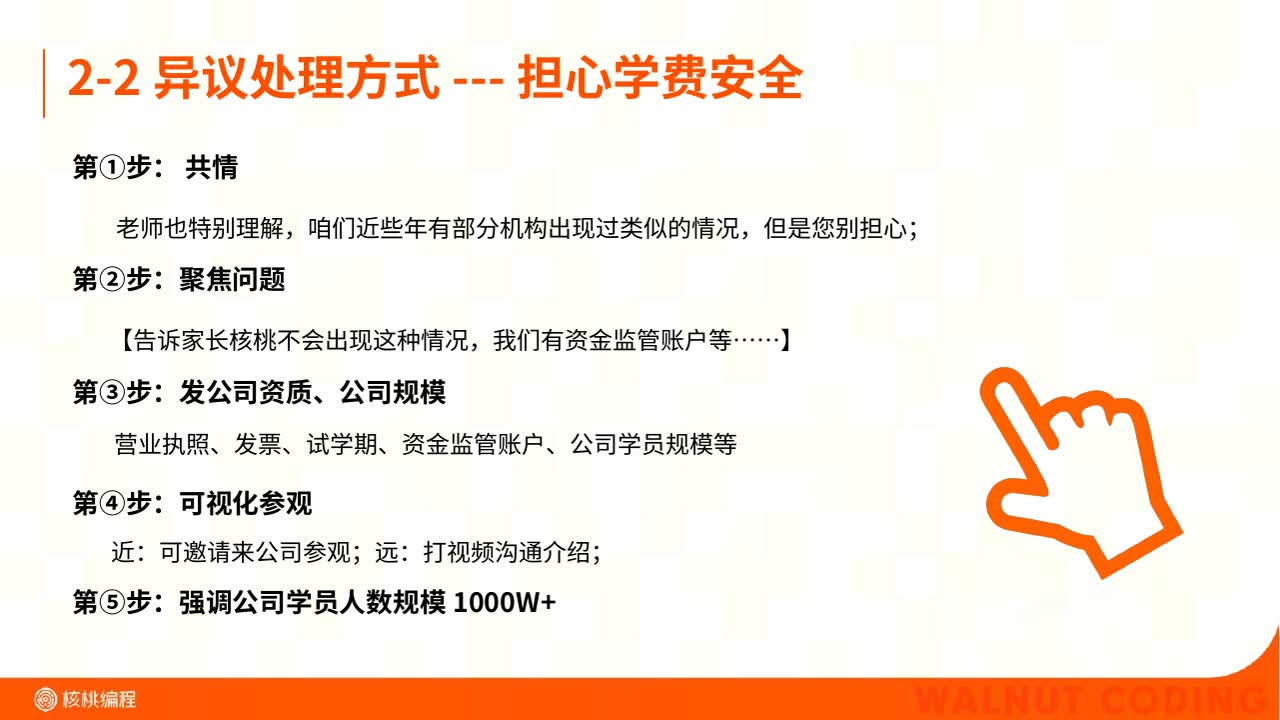 2-2 异议处理方式 --- 担心学费安全
第①步： 共情
老师也特别理解，咱们近些年有部分机构出现过类似的情况，但是您别担心；
第②步：聚焦问题
【告诉家长核桃不会出现这种情况，我们有资金监管账户等……】
第③步：发公司资质、公司规模
营业执照、发票、试学期、资金监管账户、公司学员规模等
第④步：可视化参观
近：可邀请来公司参观；远：打视频沟通介绍；
第⑤步：强调公司学员人数规模 1000W+
核桃编程
WALNUT CODING